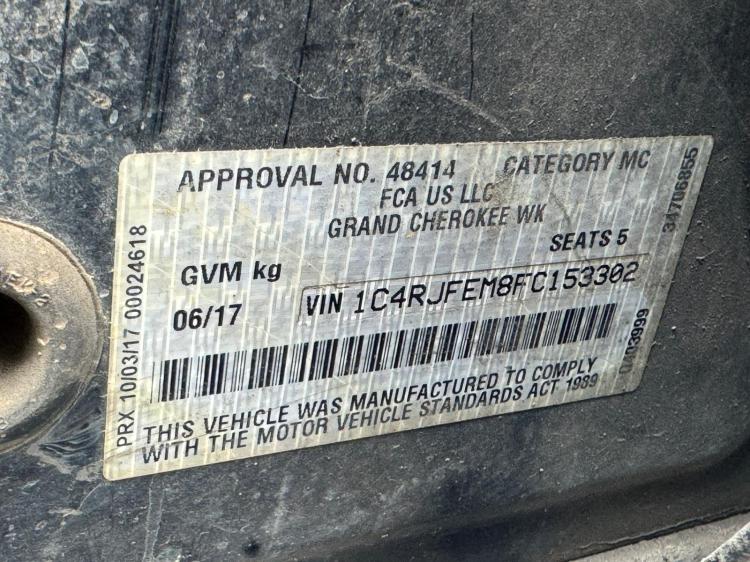 APPROVAL NO. 48414 CATEGORY MC
FCA US LLC
GRAND CHEROKEE WK
SEATS 5
GVM kg
06/17 VIN 1C4RJFEM8FC153302
THIS VEHICLE WAS MANUFACTURED TO COMPLY
WITH THE MOTOR VEHICLE STANDARDS ACT 1989
PRX 10/03/17 00024618
34706865